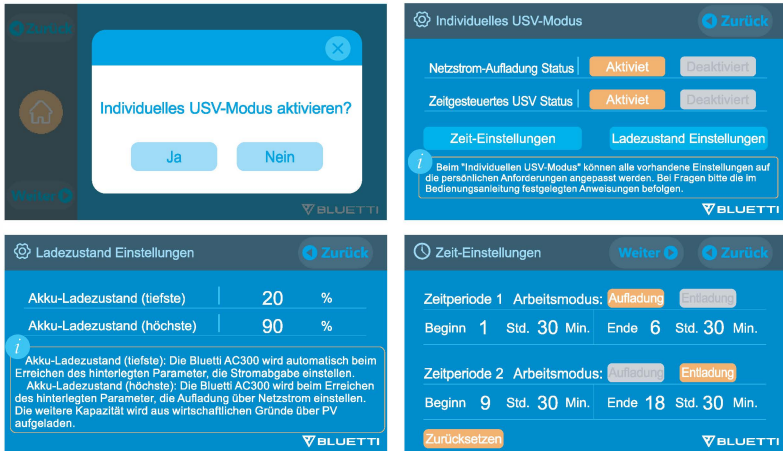 Zurück
Individuelles USV-Modus aktivieren?
Ja
Nein
Weiter
BLUETTI
Individuelles USV-Modus
Zurück
Netzstrom-Aufladung Status
Aktiviet
Deaktiviert
Zeitgesteuertes USV Status
Aktiviet
Deaktiviert
Zeit-Einstellungen
Ladezustand Einstellungen
i
Beim "Individuellen USV-Modus" können alle vorhandene Einstellungen auf
die persönlichen Anforderungen angepasst werden. Bei Fragen bitte die im
Bedienungsanleitung festgelegten Anweisungen befolgen.
BLUETTI
Ladezustand Einstellungen
Zurück
Akku-Ladezustand (tiefste) 20 %
Akku-Ladezustand (höchste) 90 %
i
Akku-Ladezustand (tiefste): Die Bluetti AC300 wird automatisch beim
Erreichen des hinterlegten Parameter, die Stromabgabe einstellen.
Akku-Ladezustand (höchste): Die Bluetti AC300 wird beim Erreichen
des hinterlegten Parameter, die Aufladung über Netzstrom einstellen.
Die weitere Kapazität wird aus wirtschaftlichen Gründe über PV
aufgeladen.
BLUETTI
Zeit-Einstellungen
Weiter
Zurück
Zeitperiode 1 Arbeitsmodus: Aufladung Entladung
Beginn 1 Std. 30 Min. Ende 6 Std. 30 Min.
Zeitperiode 2 Arbeitsmodus: Aufladung Entladung
Beginn 9 Std. 30 Min. Ende 18 Std. 30 Min.
Zurücksetzen
BLUETTI